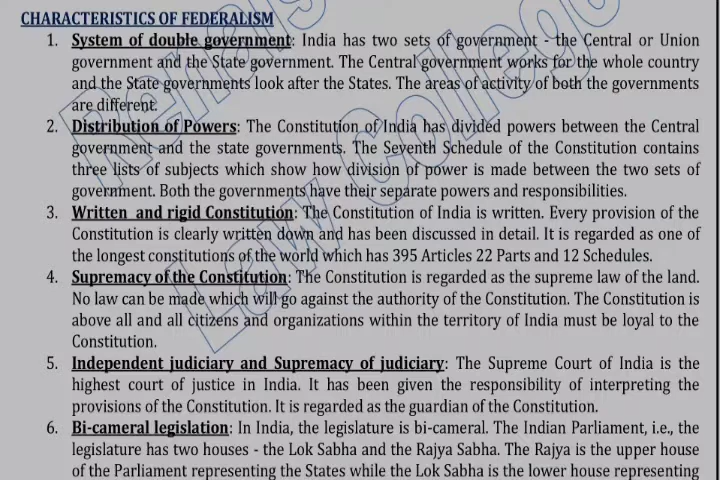 CHARACTERISTICS OF FEDERALISM
1. System of double government: India has two sets of government - the Central or Union
government and the State government. The Central government works for the whole country
and the State governments look after the States. The areas of activity of both the governments
are different.
2. Distribution of Powers: The Constitution of India has divided powers between the Central
government and the state governments. The Seventh Schedule of the Constitution contains
three lists of subjects which show how division of power is made between the two sets of
government. Both the governments have their separate powers and responsibilities.
3. Written and rigid Constitution: The Constitution of India is written. Every provision of the
Constitution is clearly written down and has been discussed in detail. It is regarded as one of
the longest constitutions of the world which has 395 Articles 22 Parts and 12 Schedules.
4. Supremacy of the Constitution: The Constitution is regarded as the supreme law of the land.
No law can be made which will go against the authority of the Constitution. The Constitution is
above all and all citizens and organizations within the territory of India must be loyal to the
Constitution.
5. Independent judiciary and Supremacy of judiciary: The Supreme Court of India is the
highest court of justice in India. It has been given the responsibility of interpreting the
provisions of the Constitution. It is regarded as the guardian of the Constitution.
6. Bi-cameral legislation: In India, the legislature is bi-cameral. The Indian Parliament, i.e., the
legislature has two houses - the Lok Sabha and the Rajya Sabha. The Rajya is the upper house
of the Parliament representing the States while the Lok Sabha is the lower house representing
Law College